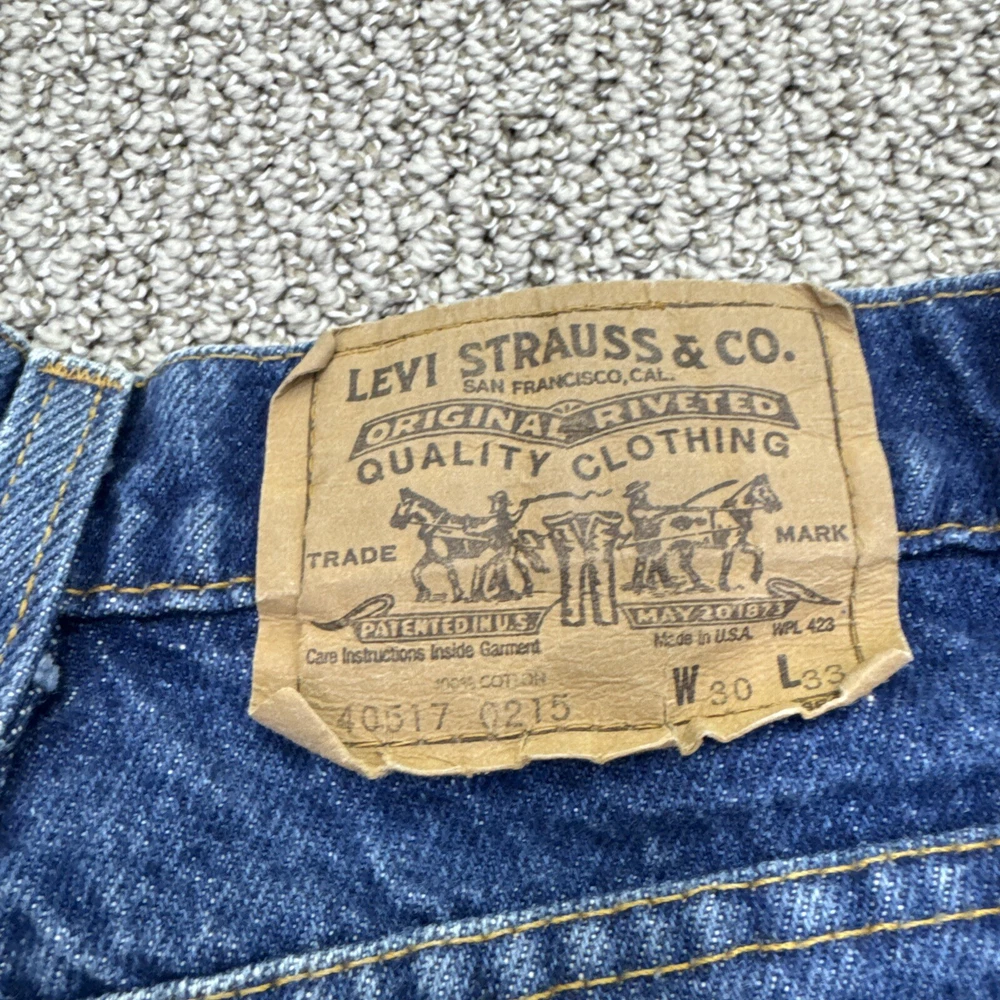 LEVI STRAUSS & CO.
SAN FRANCISCO, CAL.
ORIGINAL RIVETED
QUALITY CLOTHING
TRADE MARK
PATENTED IN U.S. MAY 20 1873
Care Instructions Inside Garment Made in U.S.A. WPL 423
100% COTTON
40517 0215 W 30 L 33